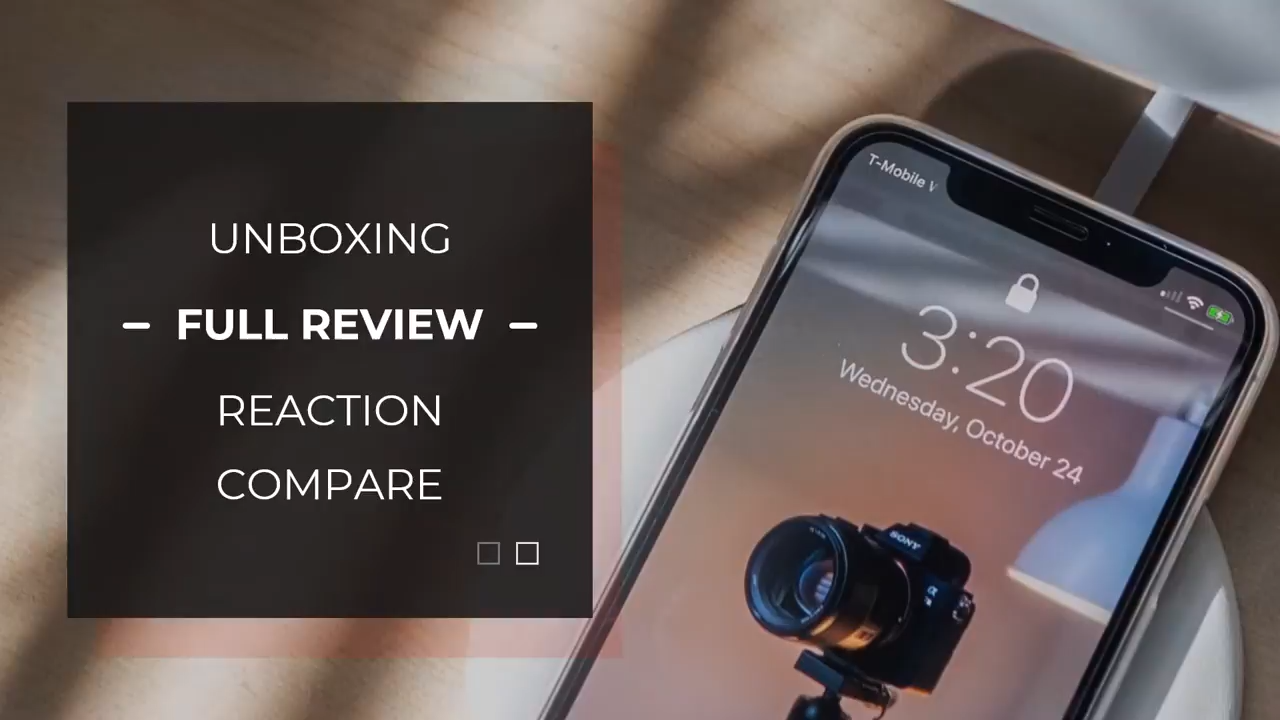 UNBOXING
– FULL REVIEW –
REACTION
COMPARE
T-Mobile
3:20
Wednesday, October 24
SONY